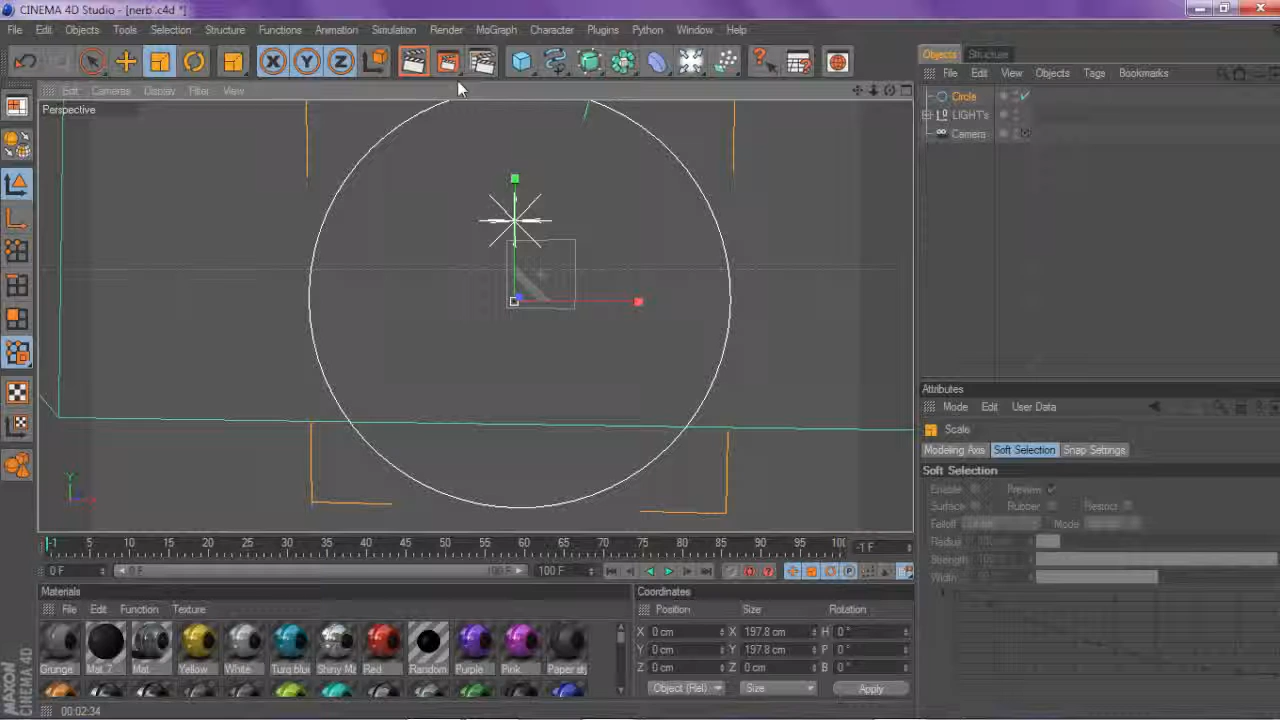 CINEMA 4D Studio - [nerb'.c4d *]
File Edit Objects Tools Selection Structure Functions Animation Simulation Render MoGraph Character Plugins Python Window Help
Objects Structure
File Edit View Objects Tags Bookmarks
Edit Cameras Display Filter View
Perspective
Circle
LIGHT's
Camera
Attributes
Mode Edit User Data
Scale
Modeling Axis Soft Selection Snap Settings
Soft Selection
Enable Preview
Surface Rubber Restrict
Falloff Mode
Radius
Strength
Width
Y
-1 5 10 15 20 25 30 35 40 45 50 55 60 65 70 75 80 85 90 95 100 -1 F
0 F 0 F 100 F 100 F
Materials
File Edit Function Texture
Grunge Mat.7 Mat White Yellow
Red Random Purple Pink
Coordinates
Position Size Rotation
X 0 cm X 197.8 cm H 0 °
Y 0 cm Y 197.8 cm P 0 °
Z 0 cm Z 0 cm B 0 °
Object (Rel) Size Apply
MAXON CINEMA 4D
00:02:34